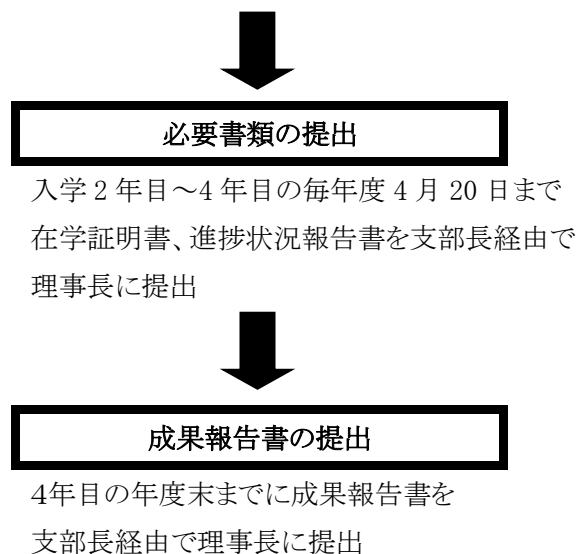 必要書類の提出
入学2年目～4年目の毎年度4月20日まで
在学証明書、進捗状況報告書を支部長経由で
理事長に提出
成果報告書の提出
4年目の年度末までに成果報告書を
支部長経由で理事長に提出